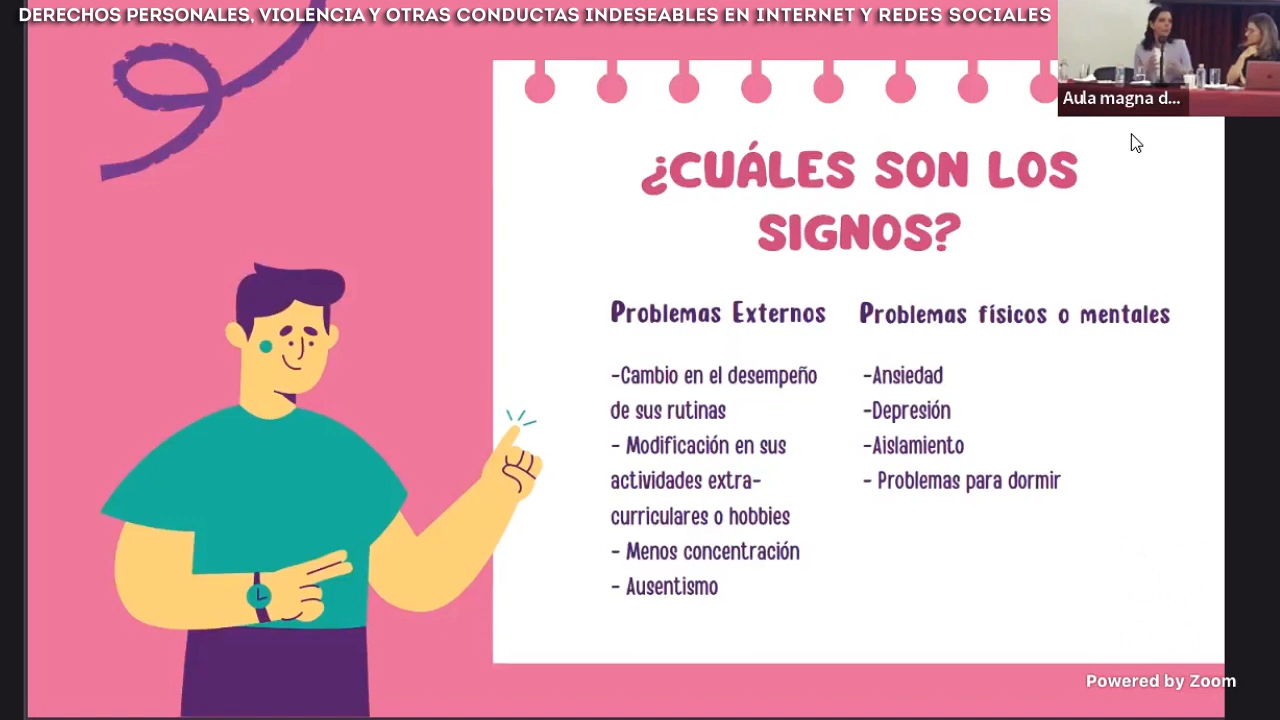 DERECHOS PERSONALES, VIOLENCIA Y OTRAS CONDUCTAS INDESEABLES EN INTERNET Y REDES SOCIALES
Aula magna d...
¿CUÁLES SON LOS
SIGNOS?
Problemas Externos
-Cambio en el desempeño
de sus rutinas
- Modificación en sus
actividades extra-
curriculares o hobbies
- Menos concentración
- Ausentismo
Problemas físicos o mentales
-Ansiedad
-Depresión
-Aislamiento
- Problemas para dormir
Powered by Zoom